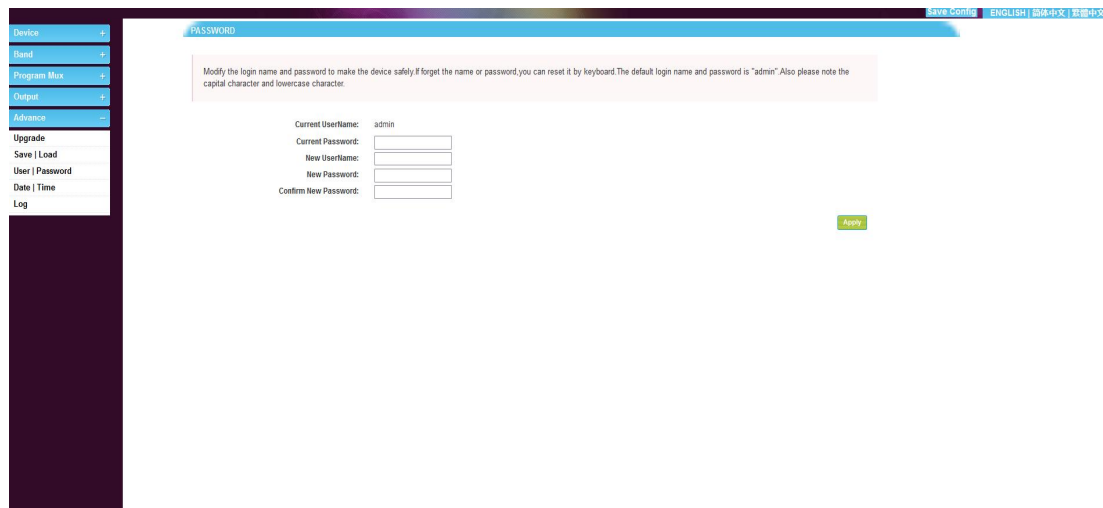 Save Config ENGLISH | 简体中文 | 繁體中文
Device +
Band +
Program Mux +
Output +
Advance −
Upgrade
Save | Load
User | Password
Date | Time
Log
PASSWORD
Modify the login name and password to make the device safely.If forget the name or password,you can reset it by keyboard.The default login name and password is "admin".Also please note the
capital character and lowercase character.
Current UserName: admin
Current Password:
New UserName:
New Password:
Confirm New Password:
Apply